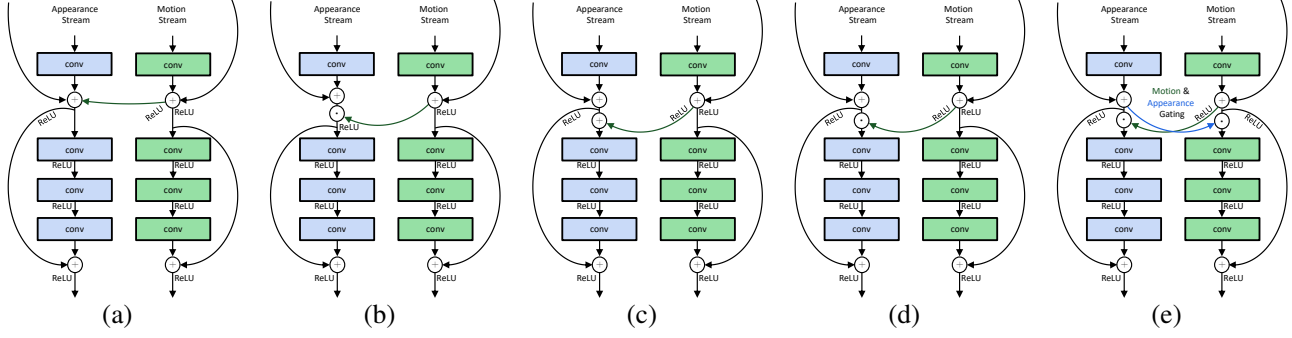 Appearance
Stream
Motion
Stream
conv
conv
ReLU
ReLU
ReLU
conv
conv
ReLU
ReLU
conv
conv
ReLU
ReLU
conv
conv
ReLU
ReLU
(a)
Appearance
Stream
Motion
Stream
conv
conv
ReLU
ReLU
conv
conv
ReLU
ReLU
conv
conv
ReLU
ReLU
conv
conv
ReLU
ReLU
(b)
Appearance
Stream
Motion
Stream
conv
conv
ReLU
ReLU
conv
conv
ReLU
ReLU
conv
conv
ReLU
ReLU
conv
conv
ReLU
ReLU
(c)
Appearance
Stream
Motion
Stream
conv
conv
ReLU
ReLU
conv
conv
ReLU
ReLU
conv
conv
ReLU
ReLU
conv
conv
ReLU
ReLU
(d)
Appearance
Stream
Motion
Stream
conv
conv
Motion &
Appearance
Gating
ReLU
ReLU
ReLU
conv
conv
ReLU
ReLU
conv
conv
ReLU
ReLU
conv
conv
ReLU
ReLU
(e)